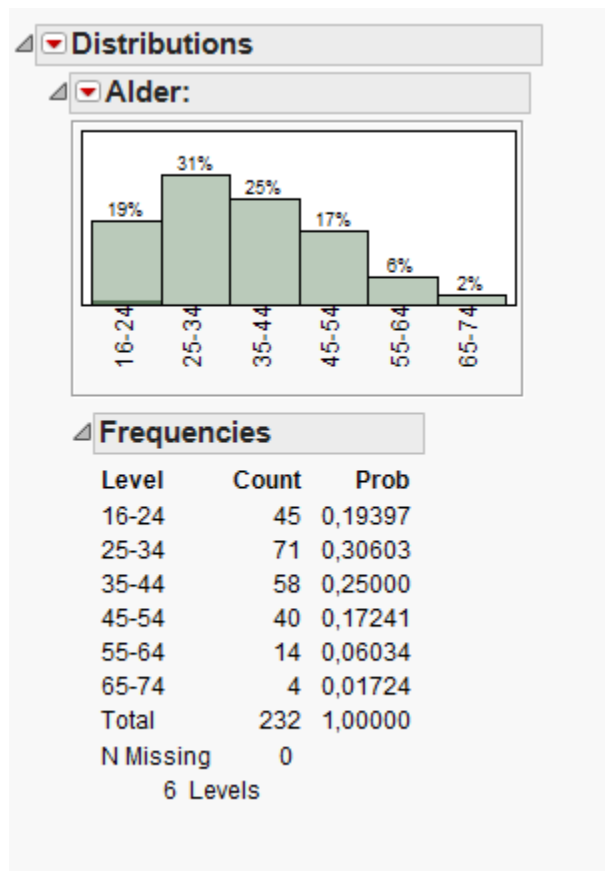 Distributions
Alder:
19%
31%
25%
17%
6%
2%
16-24
25-34
35-44
45-54
55-64
65-74
Frequencies
Level Count Prob
16-24 45 0,19397
25-34 71 0,30603
35-44 58 0,25000
45-54 40 0,17241
55-64 14 0,06034
65-74 4 0,01724
Total 232 1,00000
N Missing 0
6 Levels